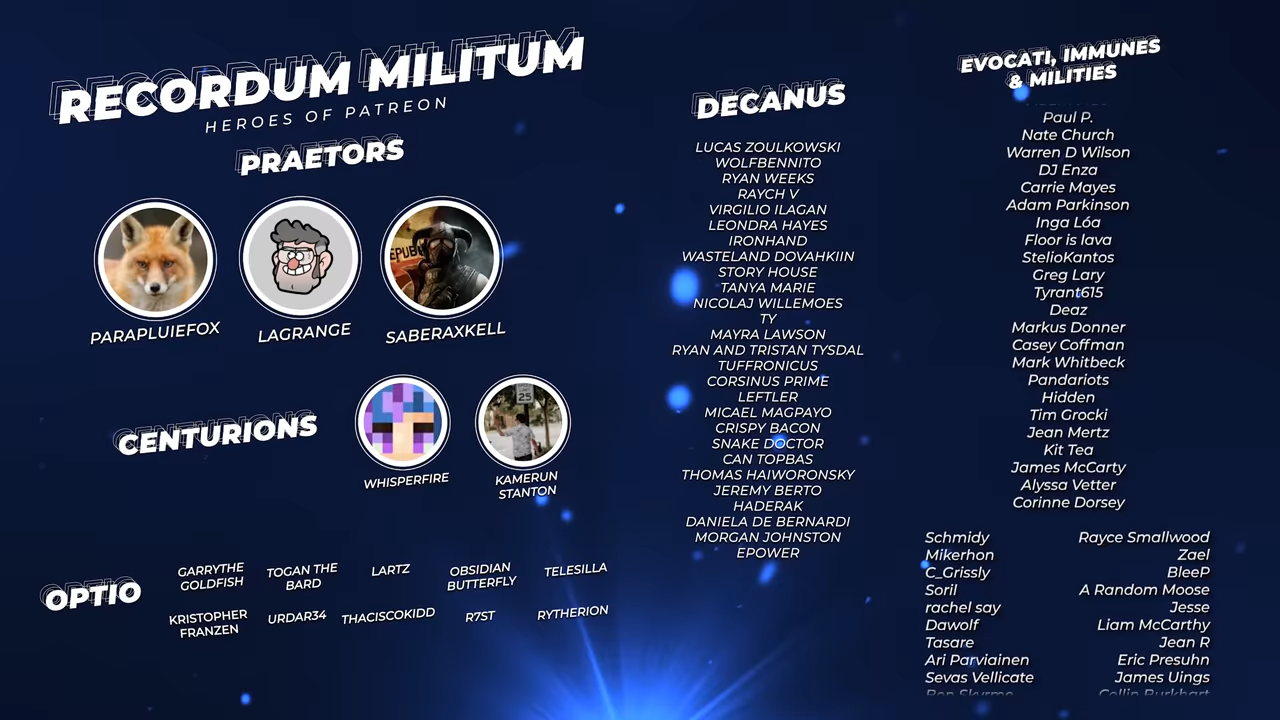 RECORDUM MILITUM
HEROES OF PATREON
PRAETORS
PARAPLUIEFOX
LAGRANGE
SABERAXKELL
CENTURIONS
WHISPERFIRE
KAMERUN
STANTON
OPTIO
GARRYTHE
GOLDFISH
TOGAN THE
BARD
LARTZ
OBSIDIAN
BUTTERFLY
TELESILLA
KRISTOPHER
FRANZEN
URDAR34
THACISCOKIDD
R7ST
RYTHERION
DECANUS
LUCAS ZOULKOWSKI
WOLFBENNITO
RYAN WEEKS
RAYCH V
VIRGILIO ILAGAN
LEONDRA HAYES
IRONHAND
WASTELAND DOVAHKIIN
STORY HOUSE
TANYA MARIE
NICOLAJ WILLEMOES
TY
MAYRA LAWSON
RYAN AND TRISTAN TYSDAL
TUFFRONICUS
CORSINUS PRIME
LEFTLER
MICAEL MAGPAYO
CRISPY BACON
SNAKE DOCTOR
CAN TOPBAS
THOMAS HAIWORONSKY
JEREMY BERTO
HADERAK
DANIELA DE BERNARDI
MORGAN JOHNSTON
EPOWER
EVOCATI, IMMUNES
& MILITIES
Paul P.
Nate Church
Warren D Wilson
DJ Enza
Carrie Mayes
Adam Parkinson
Inga Lóa
Floor is lava
StelioKantos
Greg Lary
Tyrant615
Deaz
Markus Donner
Casey Coffman
Mark Whitbeck
Pandariots
Hidden
Tim Grocki
Jean Mertz
Kit Tea
James McCarty
Alyssa Vetter
Corinne Dorsey
Schmidy
Mikerhon
C_Grissly
Soril
rachel say
Dawolf
Tasare
Ari Parviainen
Sevas Vellicate
Ben Skyrme
Rayce Smallwood
Zael
BleeP
A Random Moose
Jesse
Liam McCarthy
Jean R
Eric Presuhn
James Uings
Collin Burkhart